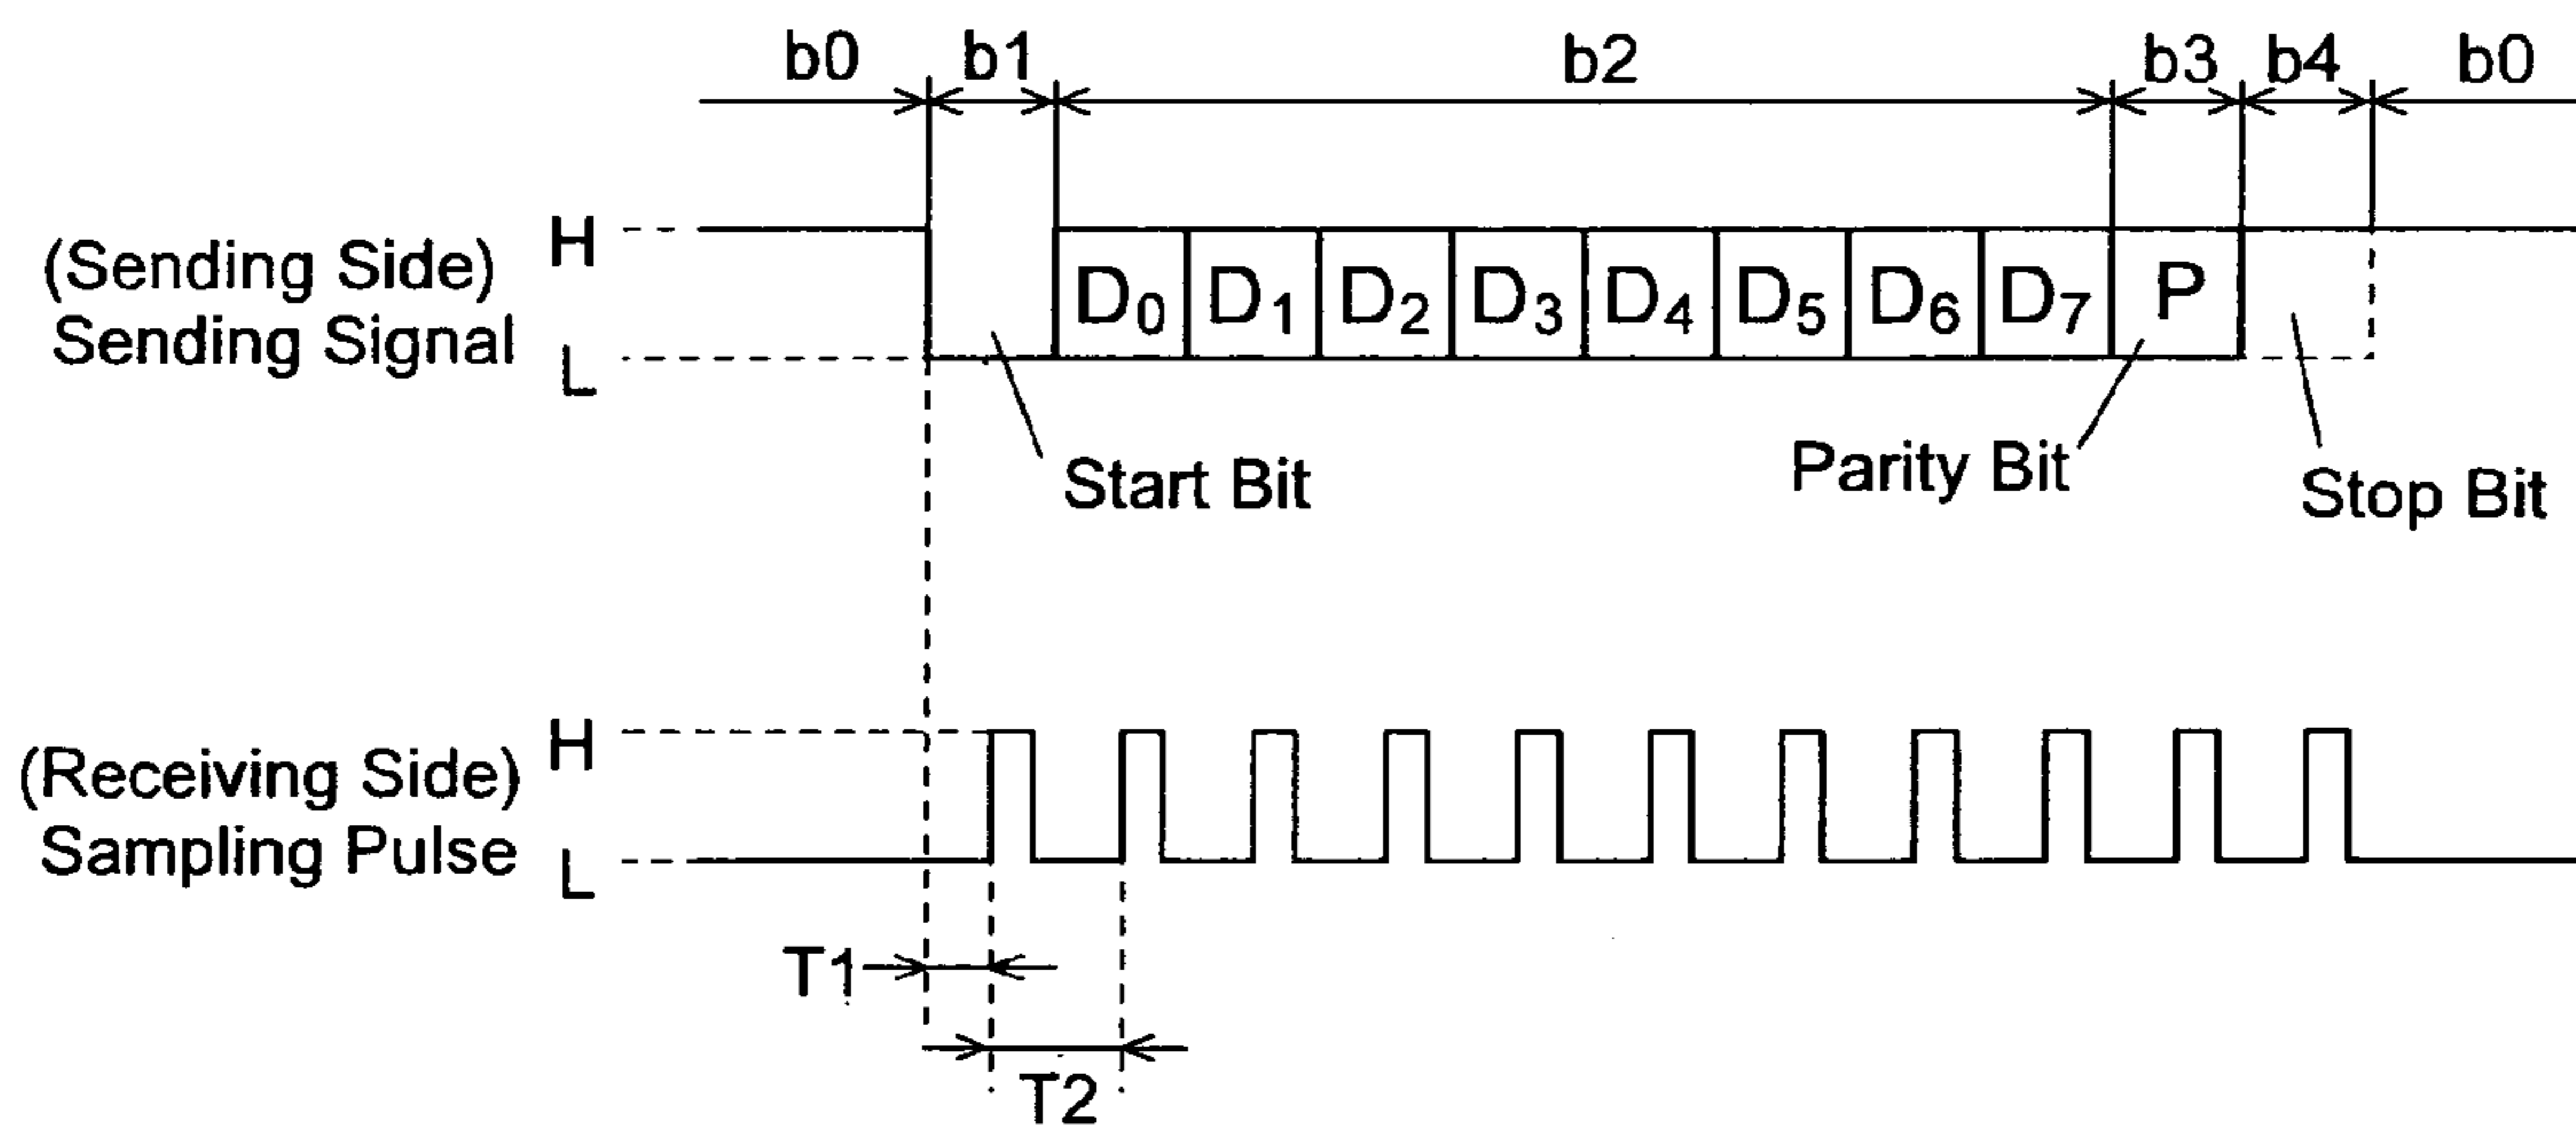 b0 b1 b2 b3 b4 b0
(Sending Side)
Sending Signal
H
L
D0 D1 D2 D3 D4 D5 D6 D7 P
Start Bit
Parity Bit
Stop Bit
(Receiving Side)
Sampling Pulse
H
L
T1
T2